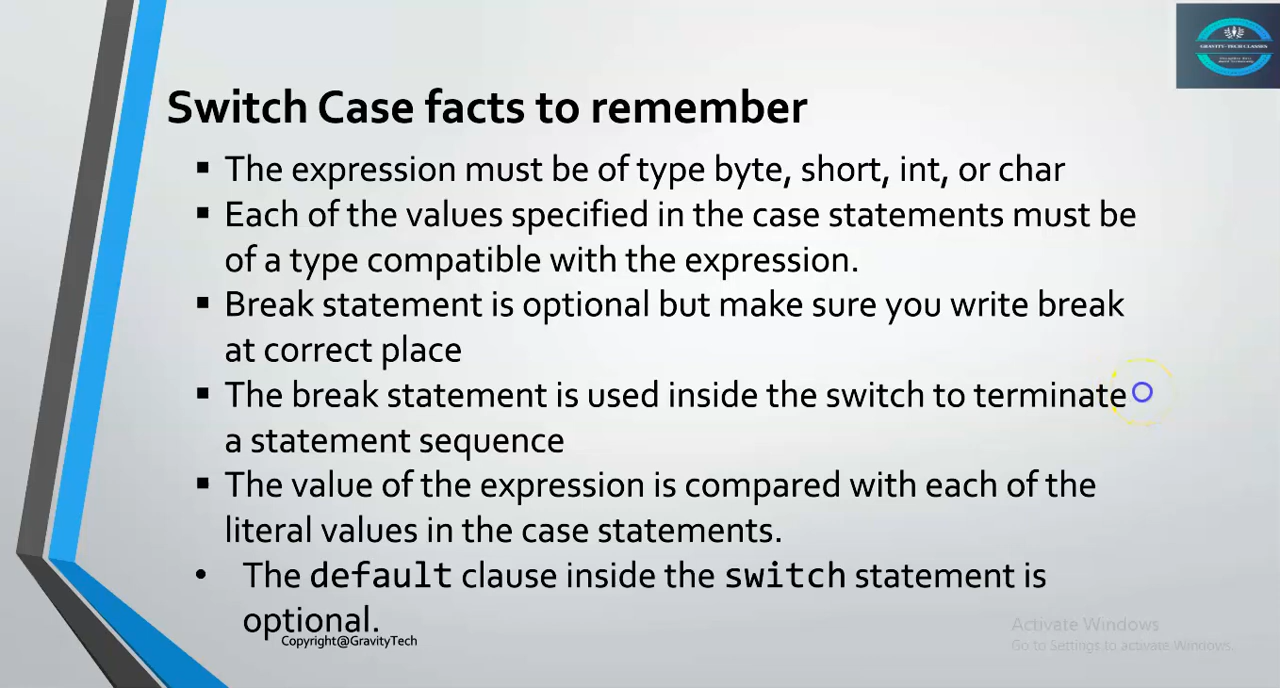 GRAVITY-TECH CLASSES
Switch Case facts to remember
▪ The expression must be of type byte, short, int, or char
▪ Each of the values specified in the case statements must be
of a type compatible with the expression.
▪ Break statement is optional but make sure you write break
at correct place
▪ The break statement is used inside the switch to terminate
a statement sequence
▪ The value of the expression is compared with each of the
literal values in the case statements.
• The default clause inside the switch statement is
optional.
Copyright@GravityTech
Activate Windows
Go to Settings to activate Windows.